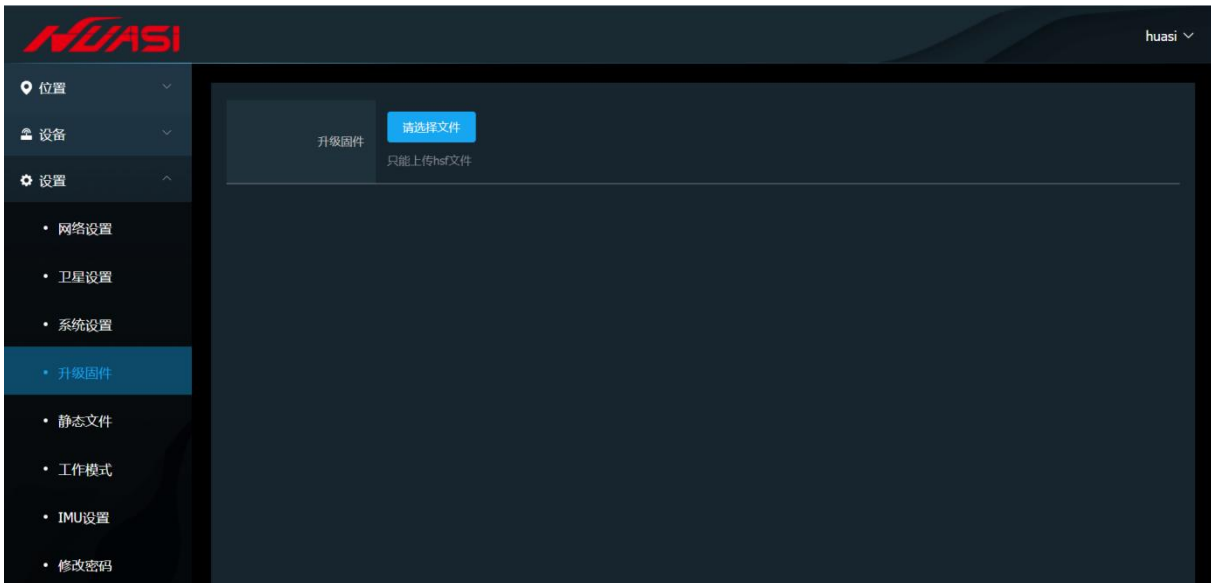 HUASI
huasi
位置
设备
设置
网络设置
卫星设置
系统设置
升级固件
静态文件
工作模式
IMU设置
修改密码
升级固件
请选择文件
只能上传hsf文件